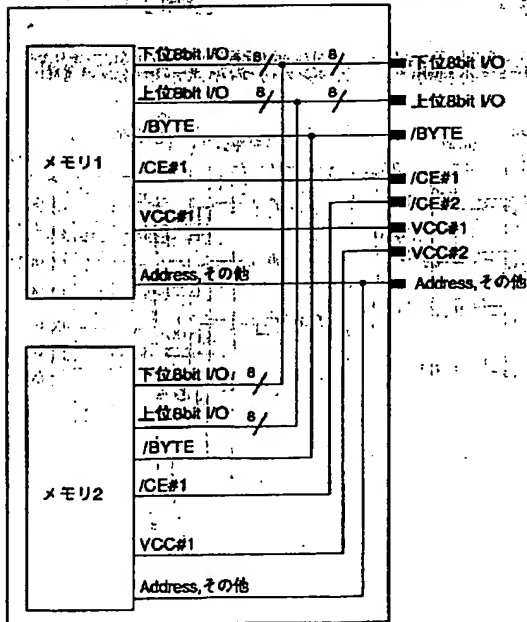 下位8bit I/O 8 8 下位8bit I/O
上位8bit I/O 8 8 上位8bit I/O
/BYTE /BYTE
メモリ1
/CE#1 /CE#1
/CE#2
VCC#1 VCC#1
VCC#2
Address,その他 Address,その他
下位8bit I/O 8
上位8bit I/O 8
/BYTE
メモリ2
/CE#1
VCC#1
Address,その他